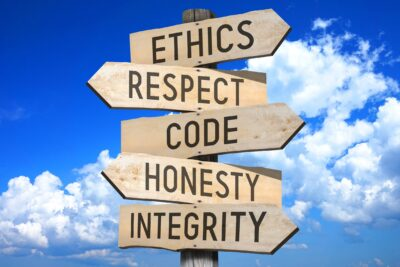 ETHICS
RESPECT
CODE
HONESTY
INTEGRITY